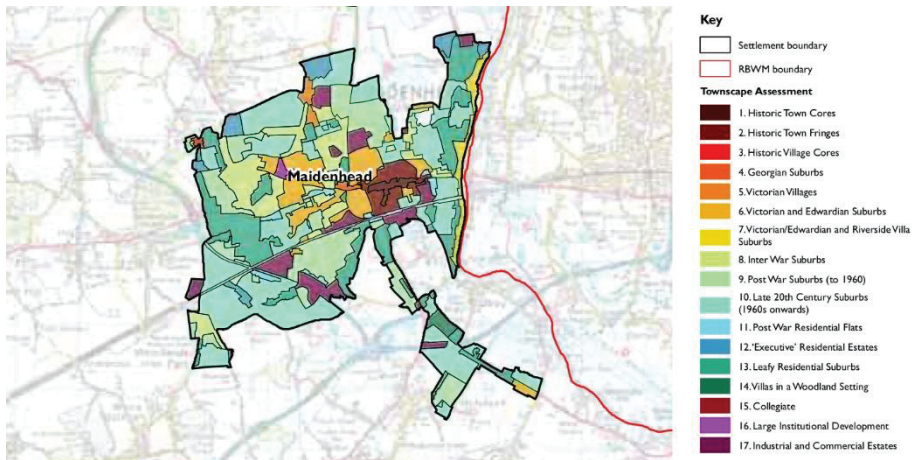 Maidenhead
Key
Settlement boundary
RBWM boundary
Townscape Assessment
1. Historic Town Cores
2. Historic Town Fringes
3. Historic Village Cores
4. Georgian Suburbs
5. Victorian Villages
6. Victorian and Edwardian Suburbs
7. Victorian/Edwardian and Riverside Villa
Suburbs
8. Inter War Suburbs
9. Post War Suburbs (to 1960)
10. Late 20th Century Suburbs
(1960s onwards)
11. Post War Residential Flats
12. 'Executive' Residential Estates
13. Leafy Residential Suburbs
14. Villas in a Woodland Setting
15. Collegiate
16. Large Institutional Development
17. Industrial and Commercial Estates